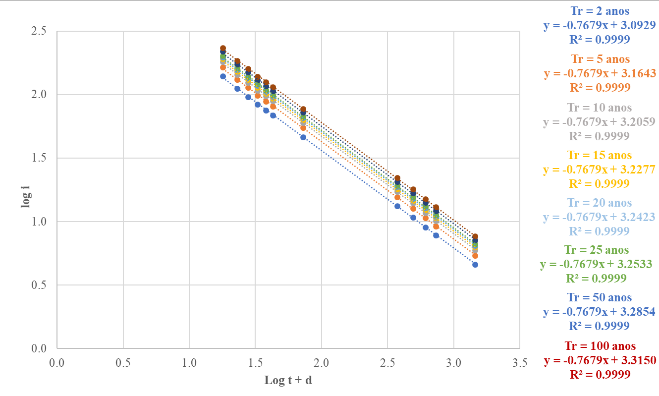 Tr = 2 anos
y = -0.7679x + 3.0929
R² = 0.9999
Tr = 5 anos
y = -0.7679x + 3.1643
R² = 0.9999
Tr = 10 anos
y = -0.7679x + 3.2059
R² = 0.9999
Tr = 15 anos
y = -0.7679x + 3.2277
R² = 0.9999
Tr = 20 anos
y = -0.7679x + 3.2423
R² = 0.9999
Tr = 25 anos
y = -0.7679x + 3.2533
R² = 0.9999
Tr = 50 anos
y = -0.7679x + 3.2854
R² = 0.9999
Tr = 100 anos
y = -0.7679x + 3.3150
R² = 0.9999
2.5
2.0
1.5
1.0
0.5
0.0
log i
0.0 0.5 1.0 1.5 2.0 2.5 3.0 3.5
Log t + d